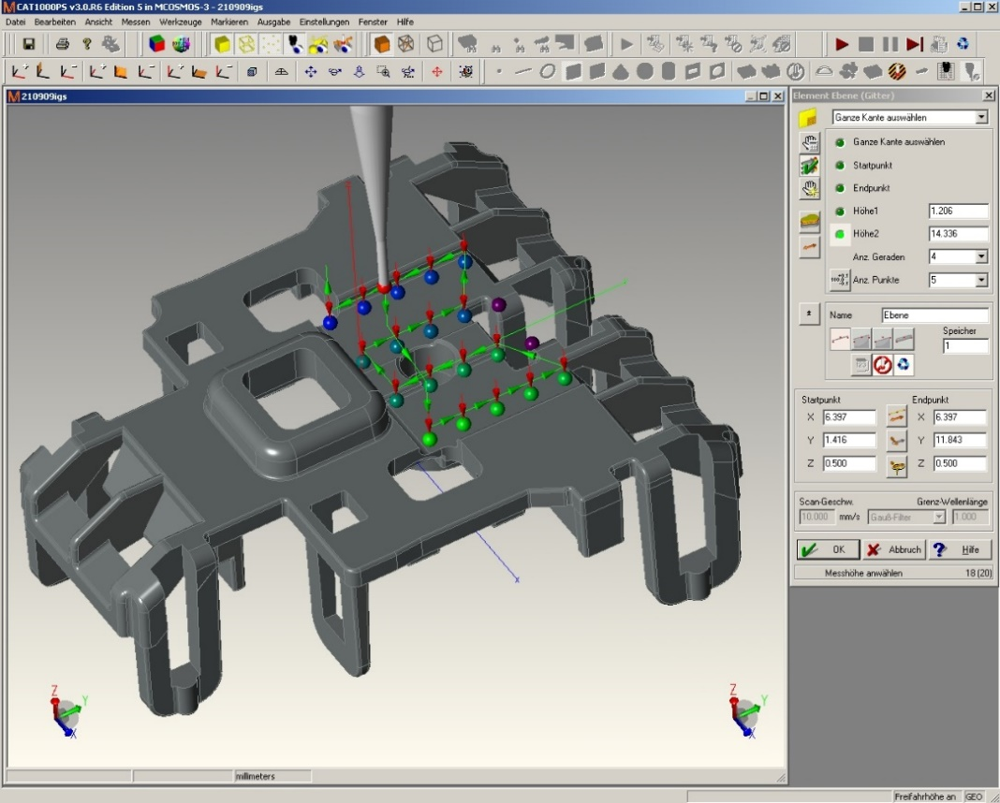 CAT1000PS v3.0.R6 Edition 5 in MCOSMOS-3 - 210909igs
Datei Bearbeiten Ansicht Messen Werkzeuge Markieren Ausgabe Einstellungen Fenster Hilfe
210909igs
Element Ebene (Gitter)
Ganze Kante auswählen
Ganze Kante auswählen
Startpunkt
Endpunkt
Höhe1 1.206
Höhe2 14.336
Anz. Geraden 4
Anz. Punkte 5
Name Ebene
Speicher
1
Startpunkt Endpunkt
X 6.397 X 6.397
Y 1.416 Y 11.843
Z 0.500 Z 0.500
Scan-Geschw. Grenz-Wellenlänge
10.000 mm/s Gauß-Filter 1.000
OK Abbruch Hilfe
Messhöhe anwählen 18 (20)
Z Y X
Z Y X
millimeters
Freifahrhöhe an GEO